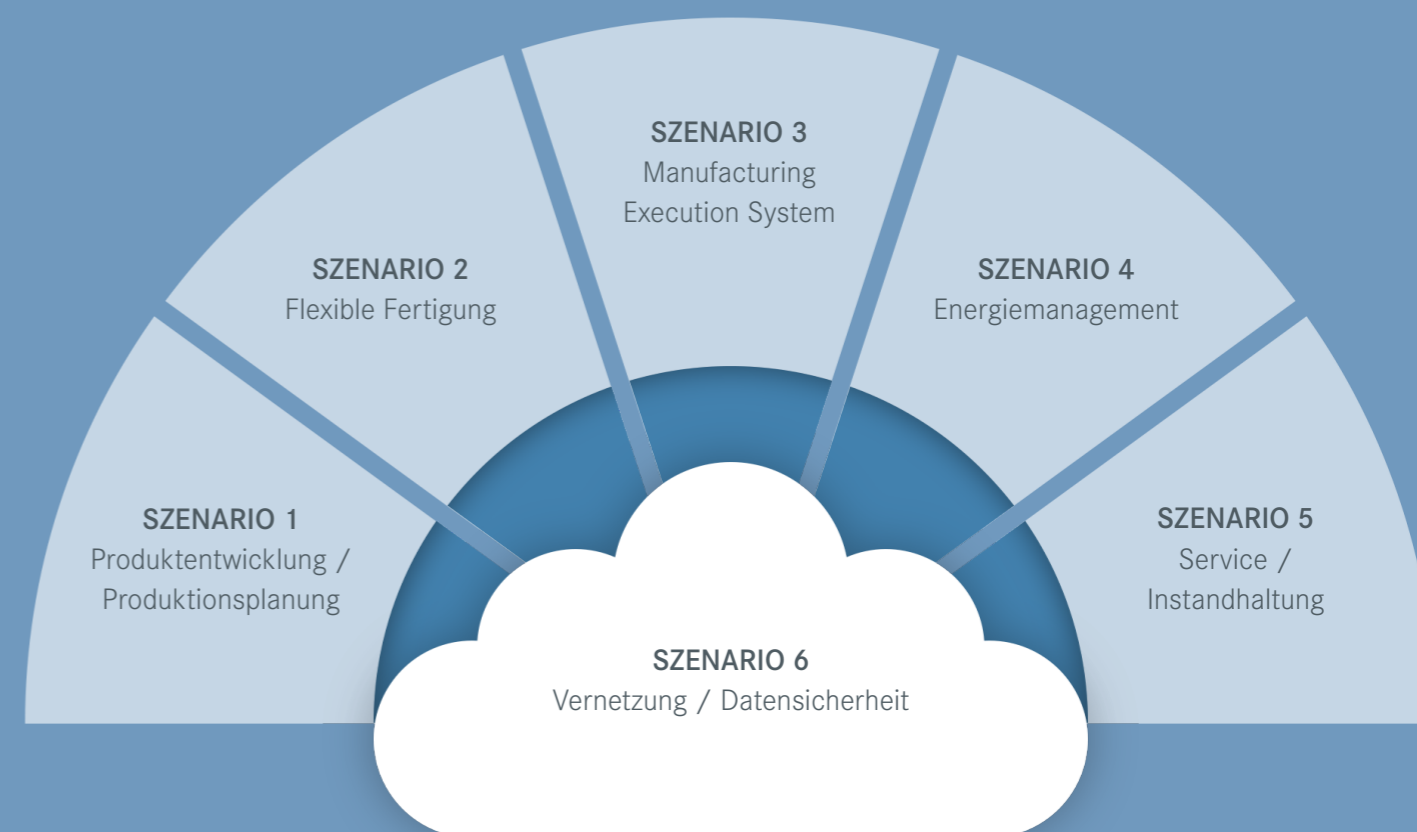 SZENARIO 1
Produktentwicklung /
Produktionsplanung
SZENARIO 2
Flexible Fertigung
SZENARIO 3
Manufacturing
Execution System
SZENARIO 4
Energiemanagement
SZENARIO 5
Service /
Instandhaltung
SZENARIO 6
Vernetzung / Datensicherheit